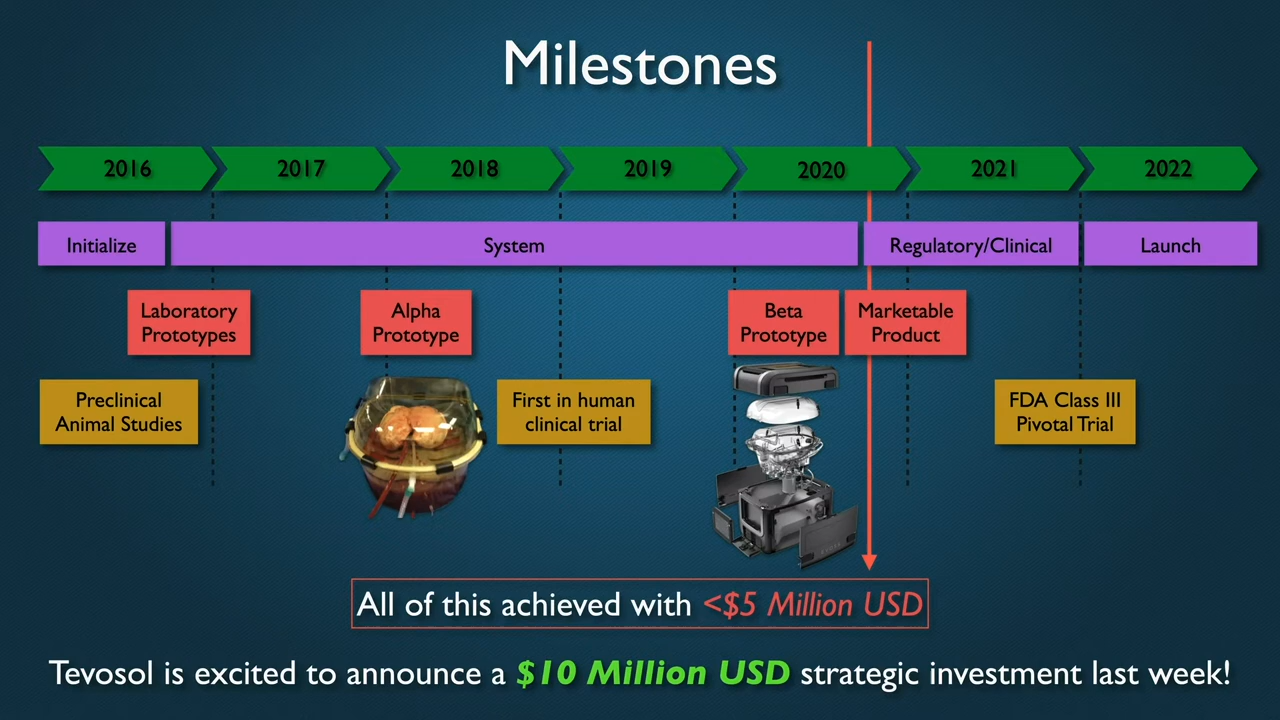 Milestones
2016 2017 2018 2019 2020 2021 2022
Initialize System Regulatory/Clinical Launch
Laboratory
Prototypes
Alpha
Prototype
Beta
Prototype
Marketable
Product
Preclinical
Animal Studies
First in human
clinical trial
FDA Class III
Pivotal Trial
All of this achieved with <$5 Million USD
Tevosol is excited to announce a $10 Million USD strategic investment last week!